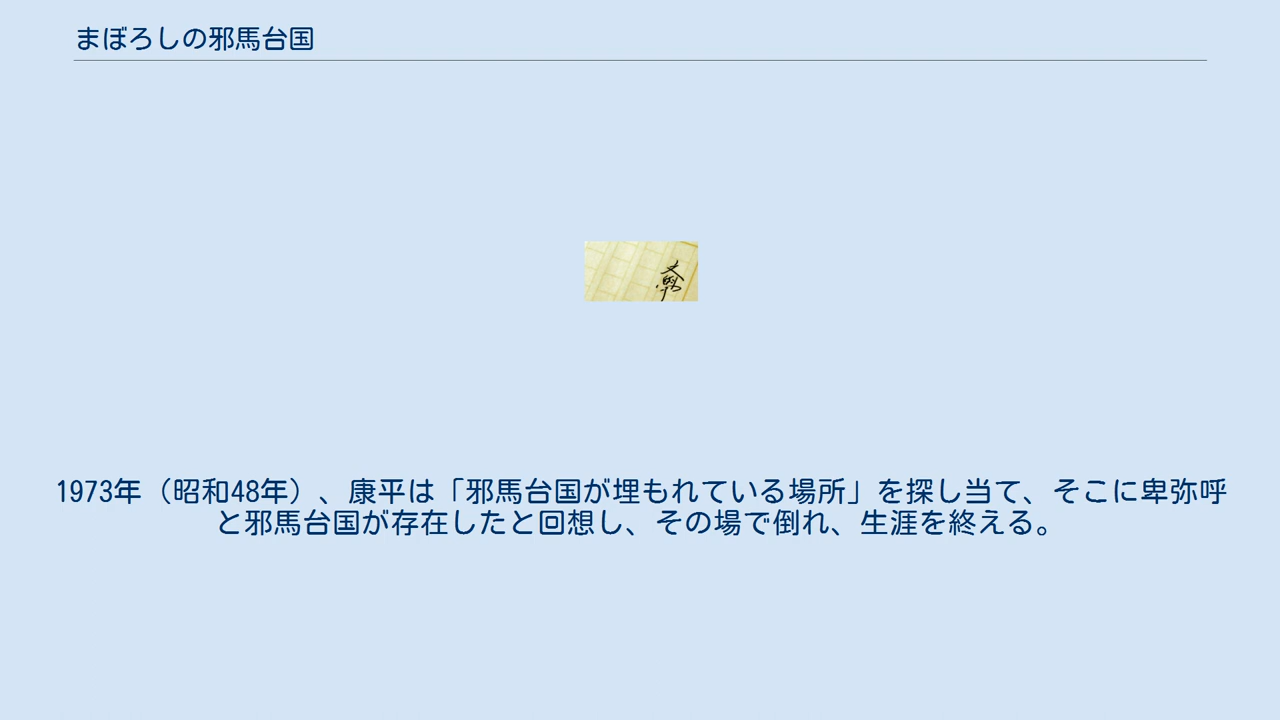 まぼろしの邪馬台国
1973年（昭和48年）、康平は「邪馬台国が埋もれている場所」を探し当て、そこに卑弥呼
と邪馬台国が存在したと回想し、その場で倒れ、生涯を終える。